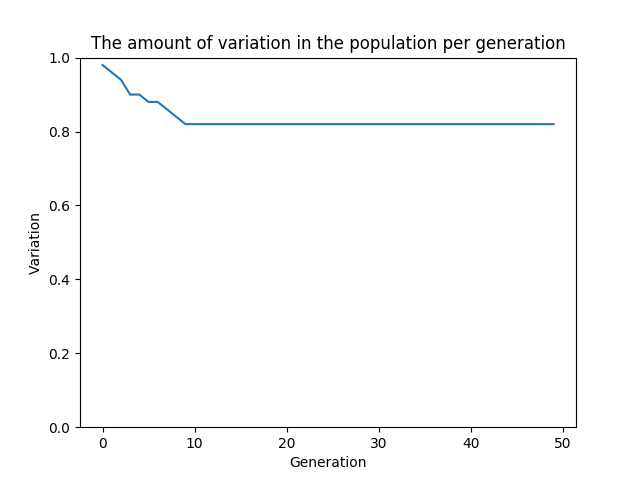 The amount of variation in the population per generation
1.0
0.8
0.6
0.4
0.2
0.0
Variation
0 10 20 30 40 50
Generation